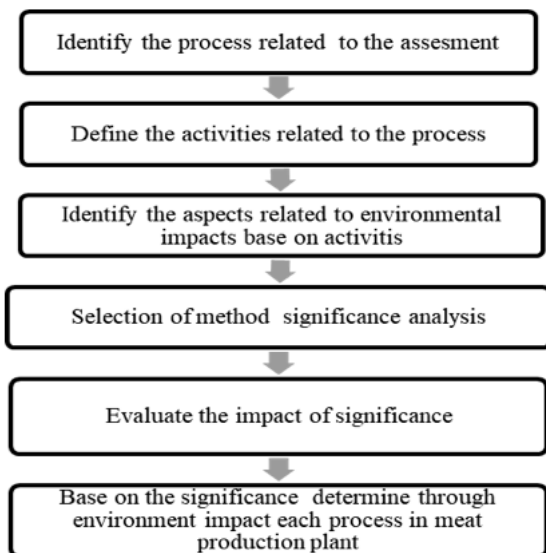 Identify the process related to the assesment
Define the activities related to the process
Identify the aspects related to environmental
impacts base on activitis
Selection of method significance analysis
Evaluate the impact of significance
Base on the significance determine through
environment impact each process in meat
production plant